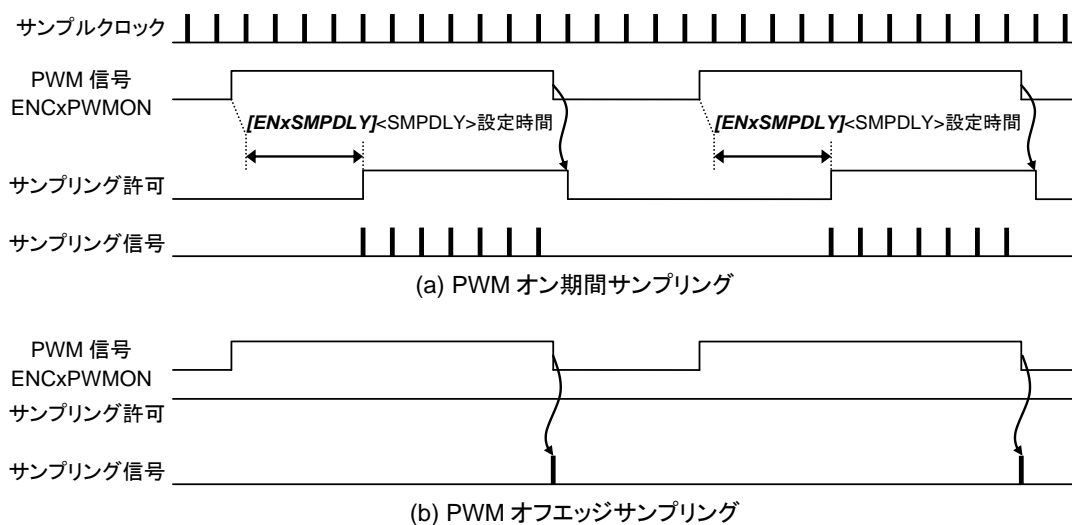 サンプルクロック
PWM 信号
ENCxPWMON
[ENxSMPDLY]<SMPDLY>設定時間
[ENxSMPDLY]<SMPDLY>設定時間
サンプリング許可
サンプリング信号
(a) PWM オン期間サンプリング
PWM 信号
ENCxPWMON
サンプリング許可
サンプリング信号
(b) PWM オフエッジサンプリング